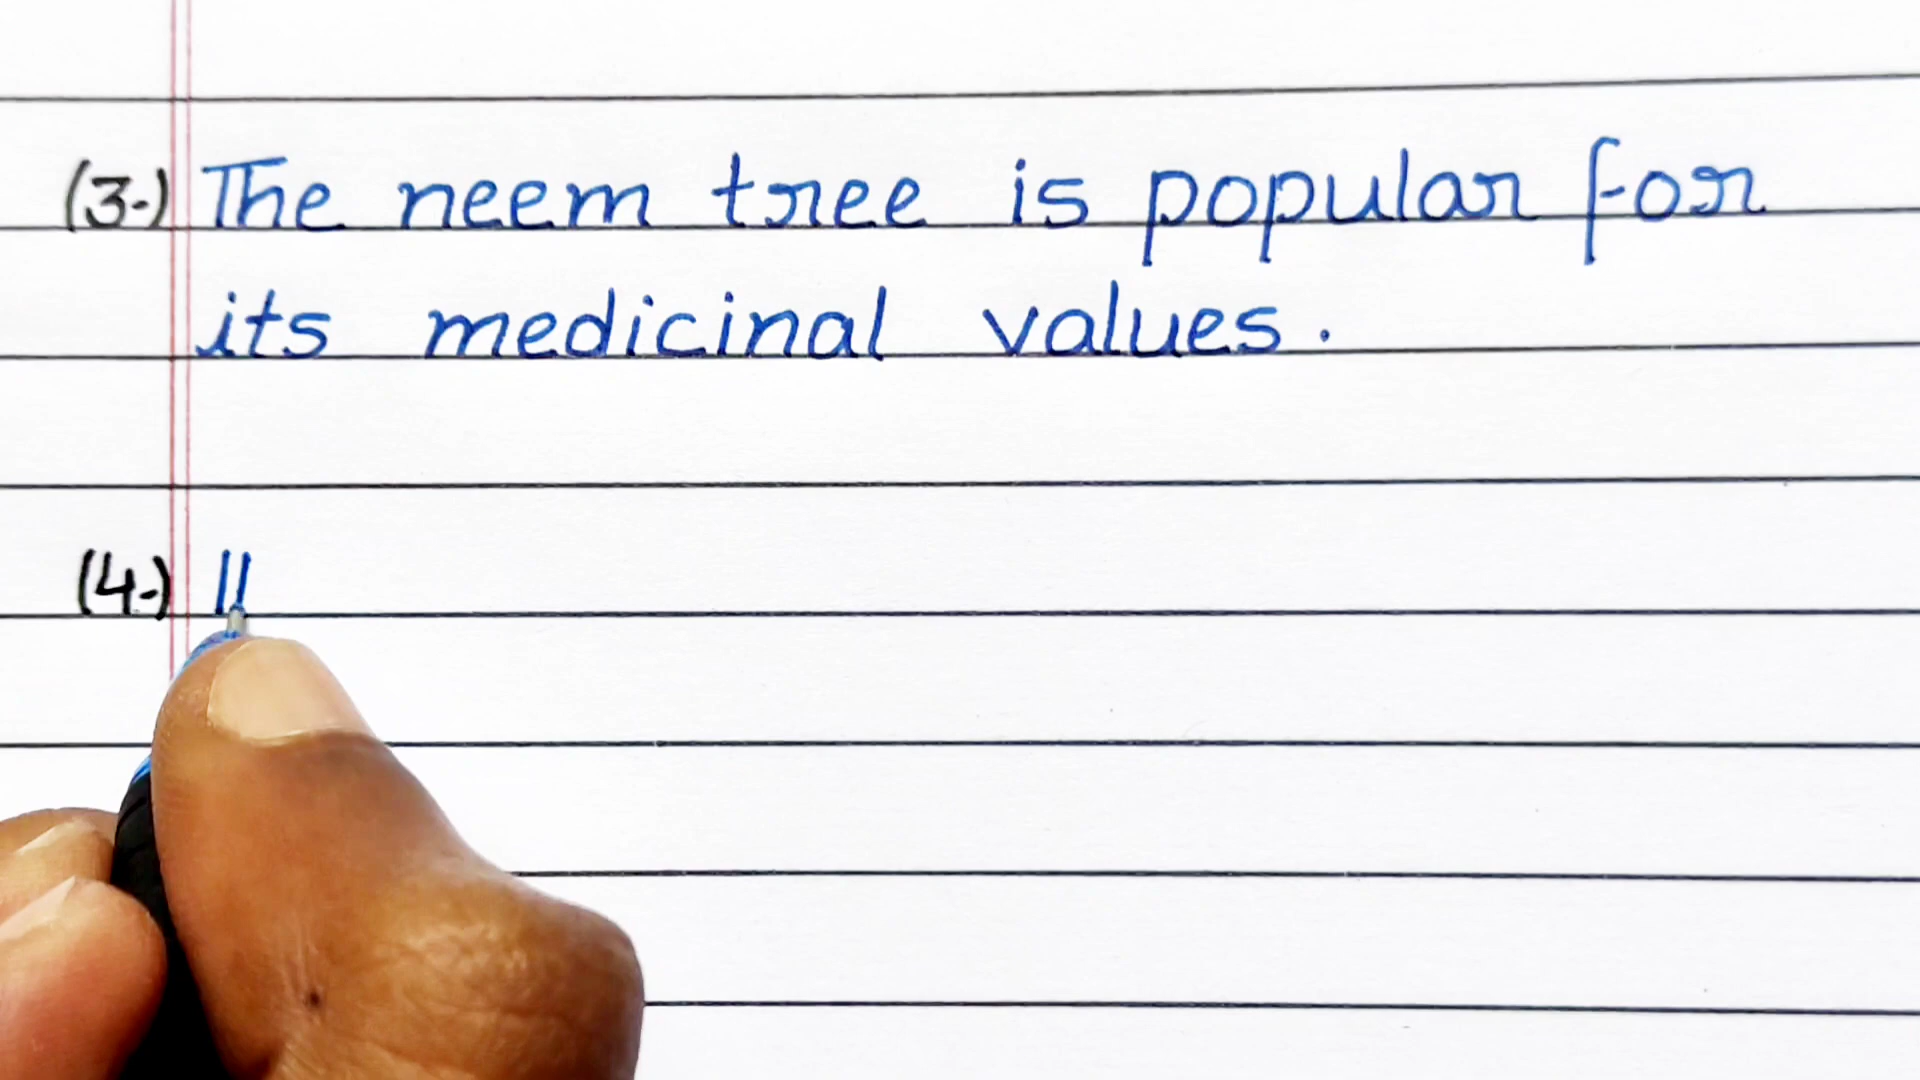 (3-) The neem tree is popular for
its medicinal values.
(4-)